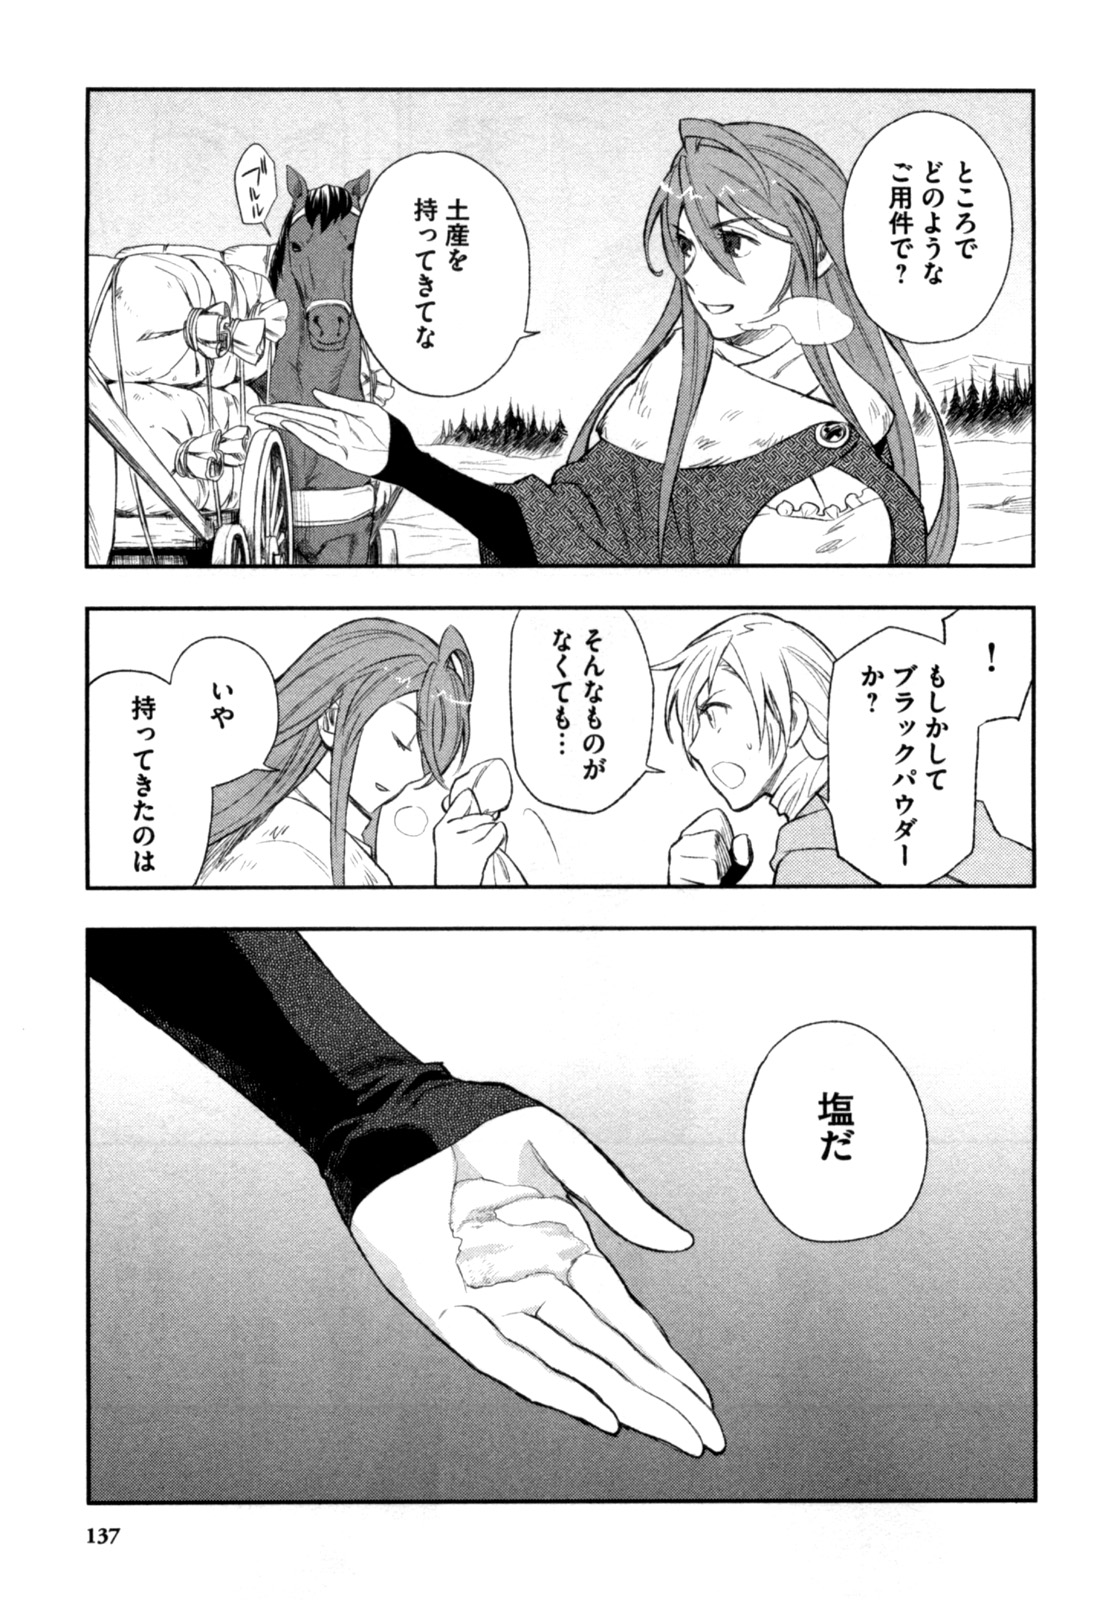 ところで
どのような
ご用件で?
土産を
持ってきてな
ブルル
!
もしかして
ブラックパウダー
か?
そんなものが
なくても…
いや
持ってきたのは
塩だ
137